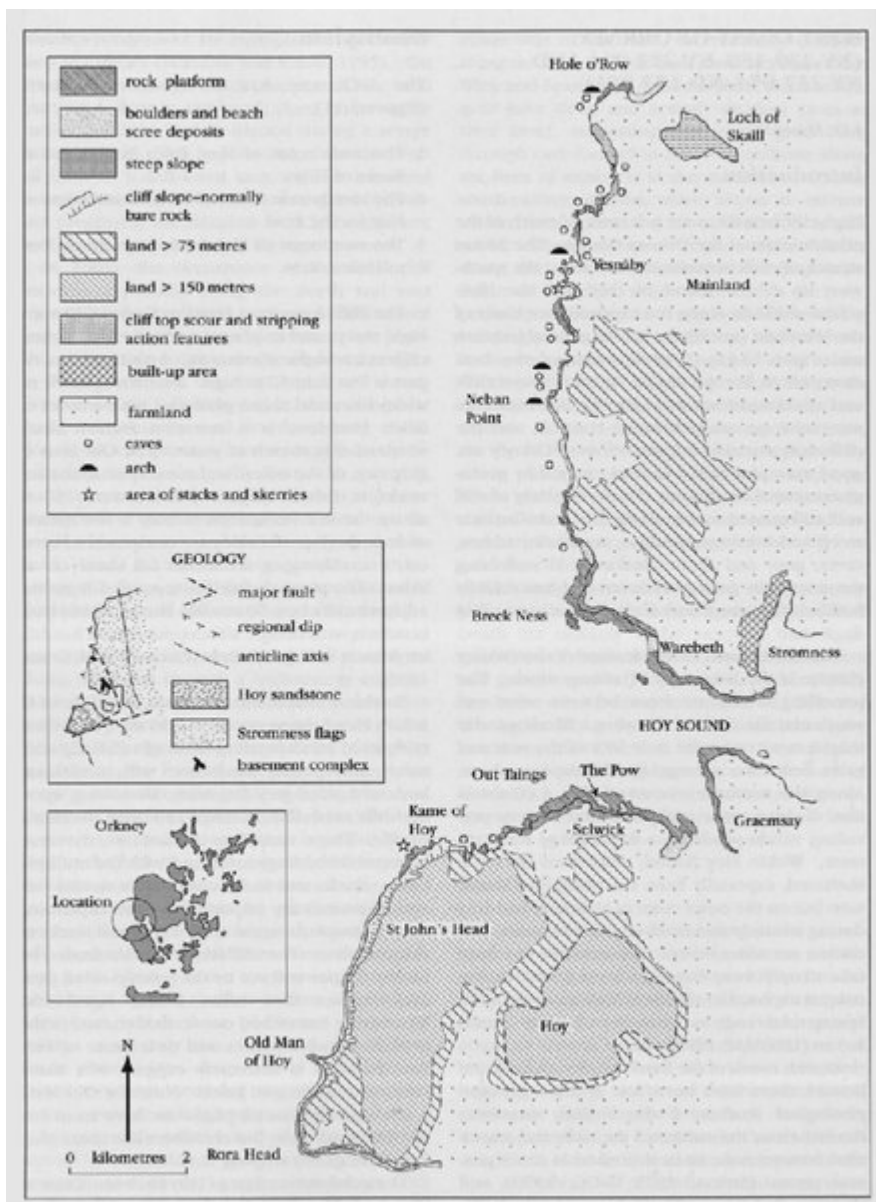 rock platform
boulders and beach
scree deposits
steep slope
cliff slope–normally
bare rock
land > 75 metres
land > 150 metres
cliff top scour and stripping
action features
built-up area
farmland
caves
arch
area of stacks and skerries
GEOLOGY
major fault
regional dip
anticline axis
Hoy sandstone
Stromness flags
basement complex
Orkney
Location
N
0 kilometres 2
Hole o'Row
Loch of
Skaill
Yesnaby
Mainland
Neban
Point
Breck Ness
Warebeth
Stromness
HOY SOUND
Out Taings
The Pow
Kame of
Hoy
Selwick
Graemsay
St John's Head
Hoy
Old Man
of Hoy
Rora Head